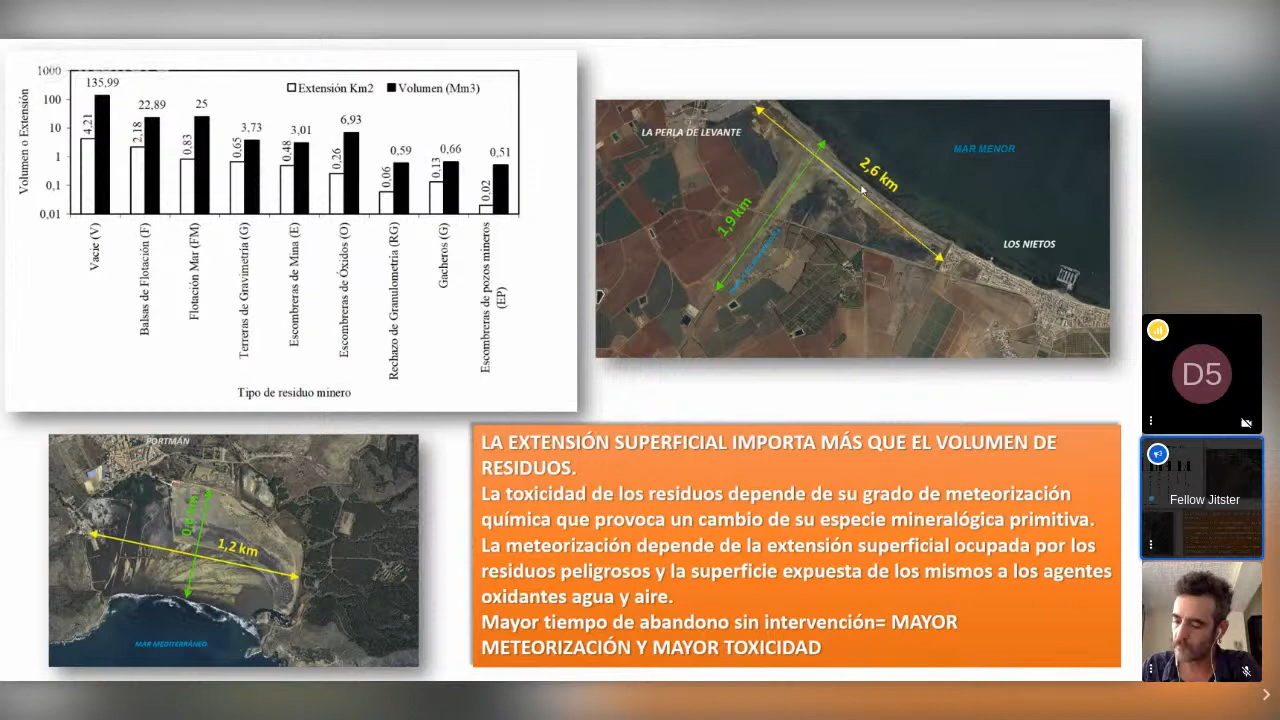 1000
100
10
1
0,1
0,01
Volumen o Extensión
Extensión Km2
Volumen (Mm3)
135,99
4,21
22,89
2,18
25
0,83
3,73
0,65
3,01
0,48
6,93
0,26
0,59
0,06
0,66
0,13
0,51
0,02
Vacie (V)
Balsas de Flotación (F)
Flotación Mar (FM)
Terreras de Gravimetría (G)
Escombreras de Mina (E)
Escombreras de Óxidos (O)
Rechazo de Granulometría (RG)
Gacheros (G)
Escombreras de pozos mineros
(EP)
Tipo de residuo minero
LA PERLA DE LEVANTE
MAR MENOR
2,6 km
1,9 km
LOS NIETOS
PORTMÁN
1,2 km
MAR MEDITERRÁNEO
LA EXTENSIÓN SUPERFICIAL IMPORTA MÁS QUE EL VOLUMEN DE
RESIDUOS.
La toxicidad de los residuos depende de su grado de meteorización
química que provoca un cambio de su especie mineralógica primitiva.
La meteorización depende de la extensión superficial ocupada por los
residuos peligrosos y la superficie expuesta de los mismos a los agentes
oxidantes agua y aire.
Mayor tiempo de abandono sin intervención= MAYOR
METEORIZACIÓN Y MAYOR TOXICIDAD
D5
Fellow Jitster